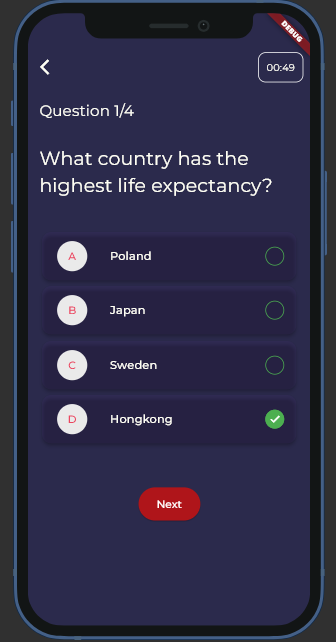 DEBUG
00:49
Question 1/4
What country has the
highest life expectancy?
A Poland
B Japan
C Sweden
D Hongkong
Next